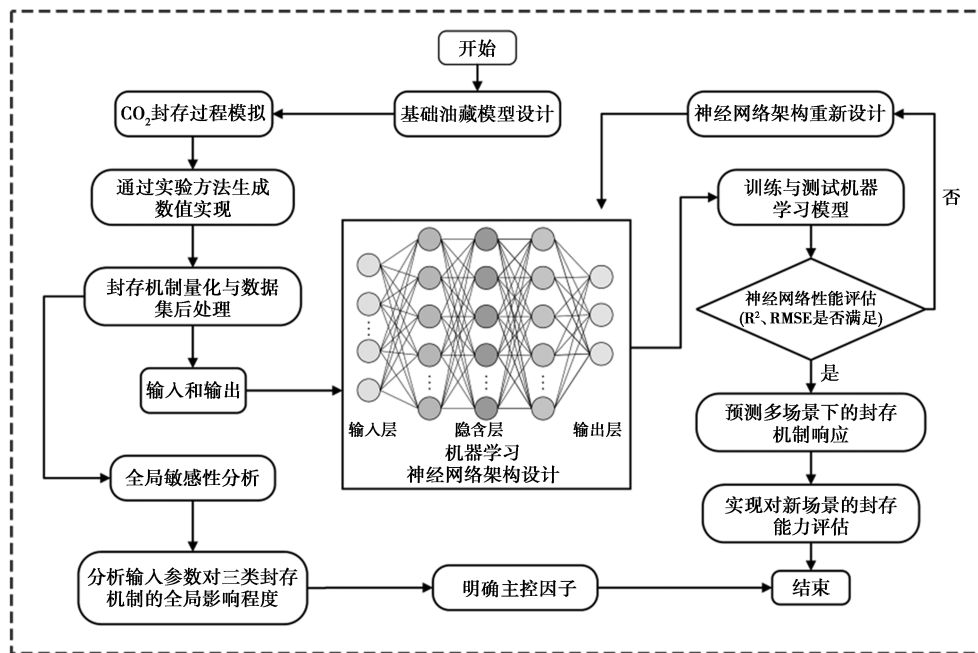 开始
基础油藏模型设计
CO₂封存过程模拟
通过实验方法生成
数值实现
封存机制量化与数据
集后处理
输入和输出
输入层
隐含层
输出层
机器学习
神经网络架构设计
神经网络架构重新设计
训练与测试机器
学习模型
神经网络性能评估
(R²、RMSE是否满足)
否
是
预测多场景下的封存
机制响应
实现对新场景的封存
能力评估
全局敏感性分析
分析输入参数对三类封存
机制的全局影响程度
明确主控因子
结束